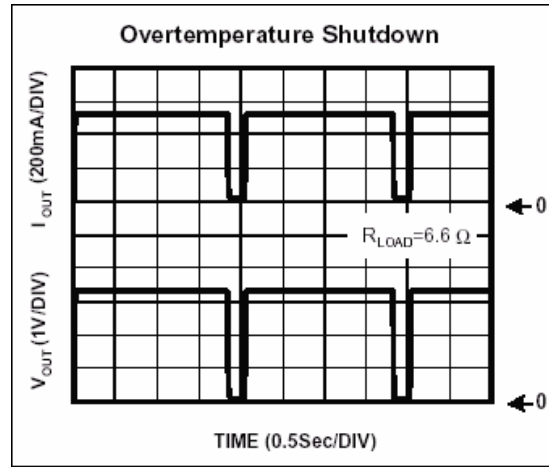 Overtemperature Shutdown
I_OUT (200mA/DIV)
0
R_LOAD=6.6 Ω
V_OUT (1V/DIV)
0
TIME (0.5Sec/DIV)